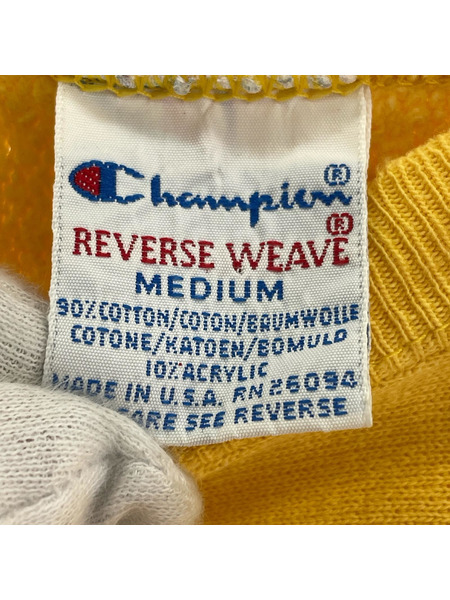 Champion®
REVERSE WEAVE®
MEDIUM
90% COTTON/COTON/BAUMWOLLE
COTONE/KATOEN/BOMULD
10% ACRYLIC
MADE IN U.S.A. RN 26094
CARE SEE REVERSE